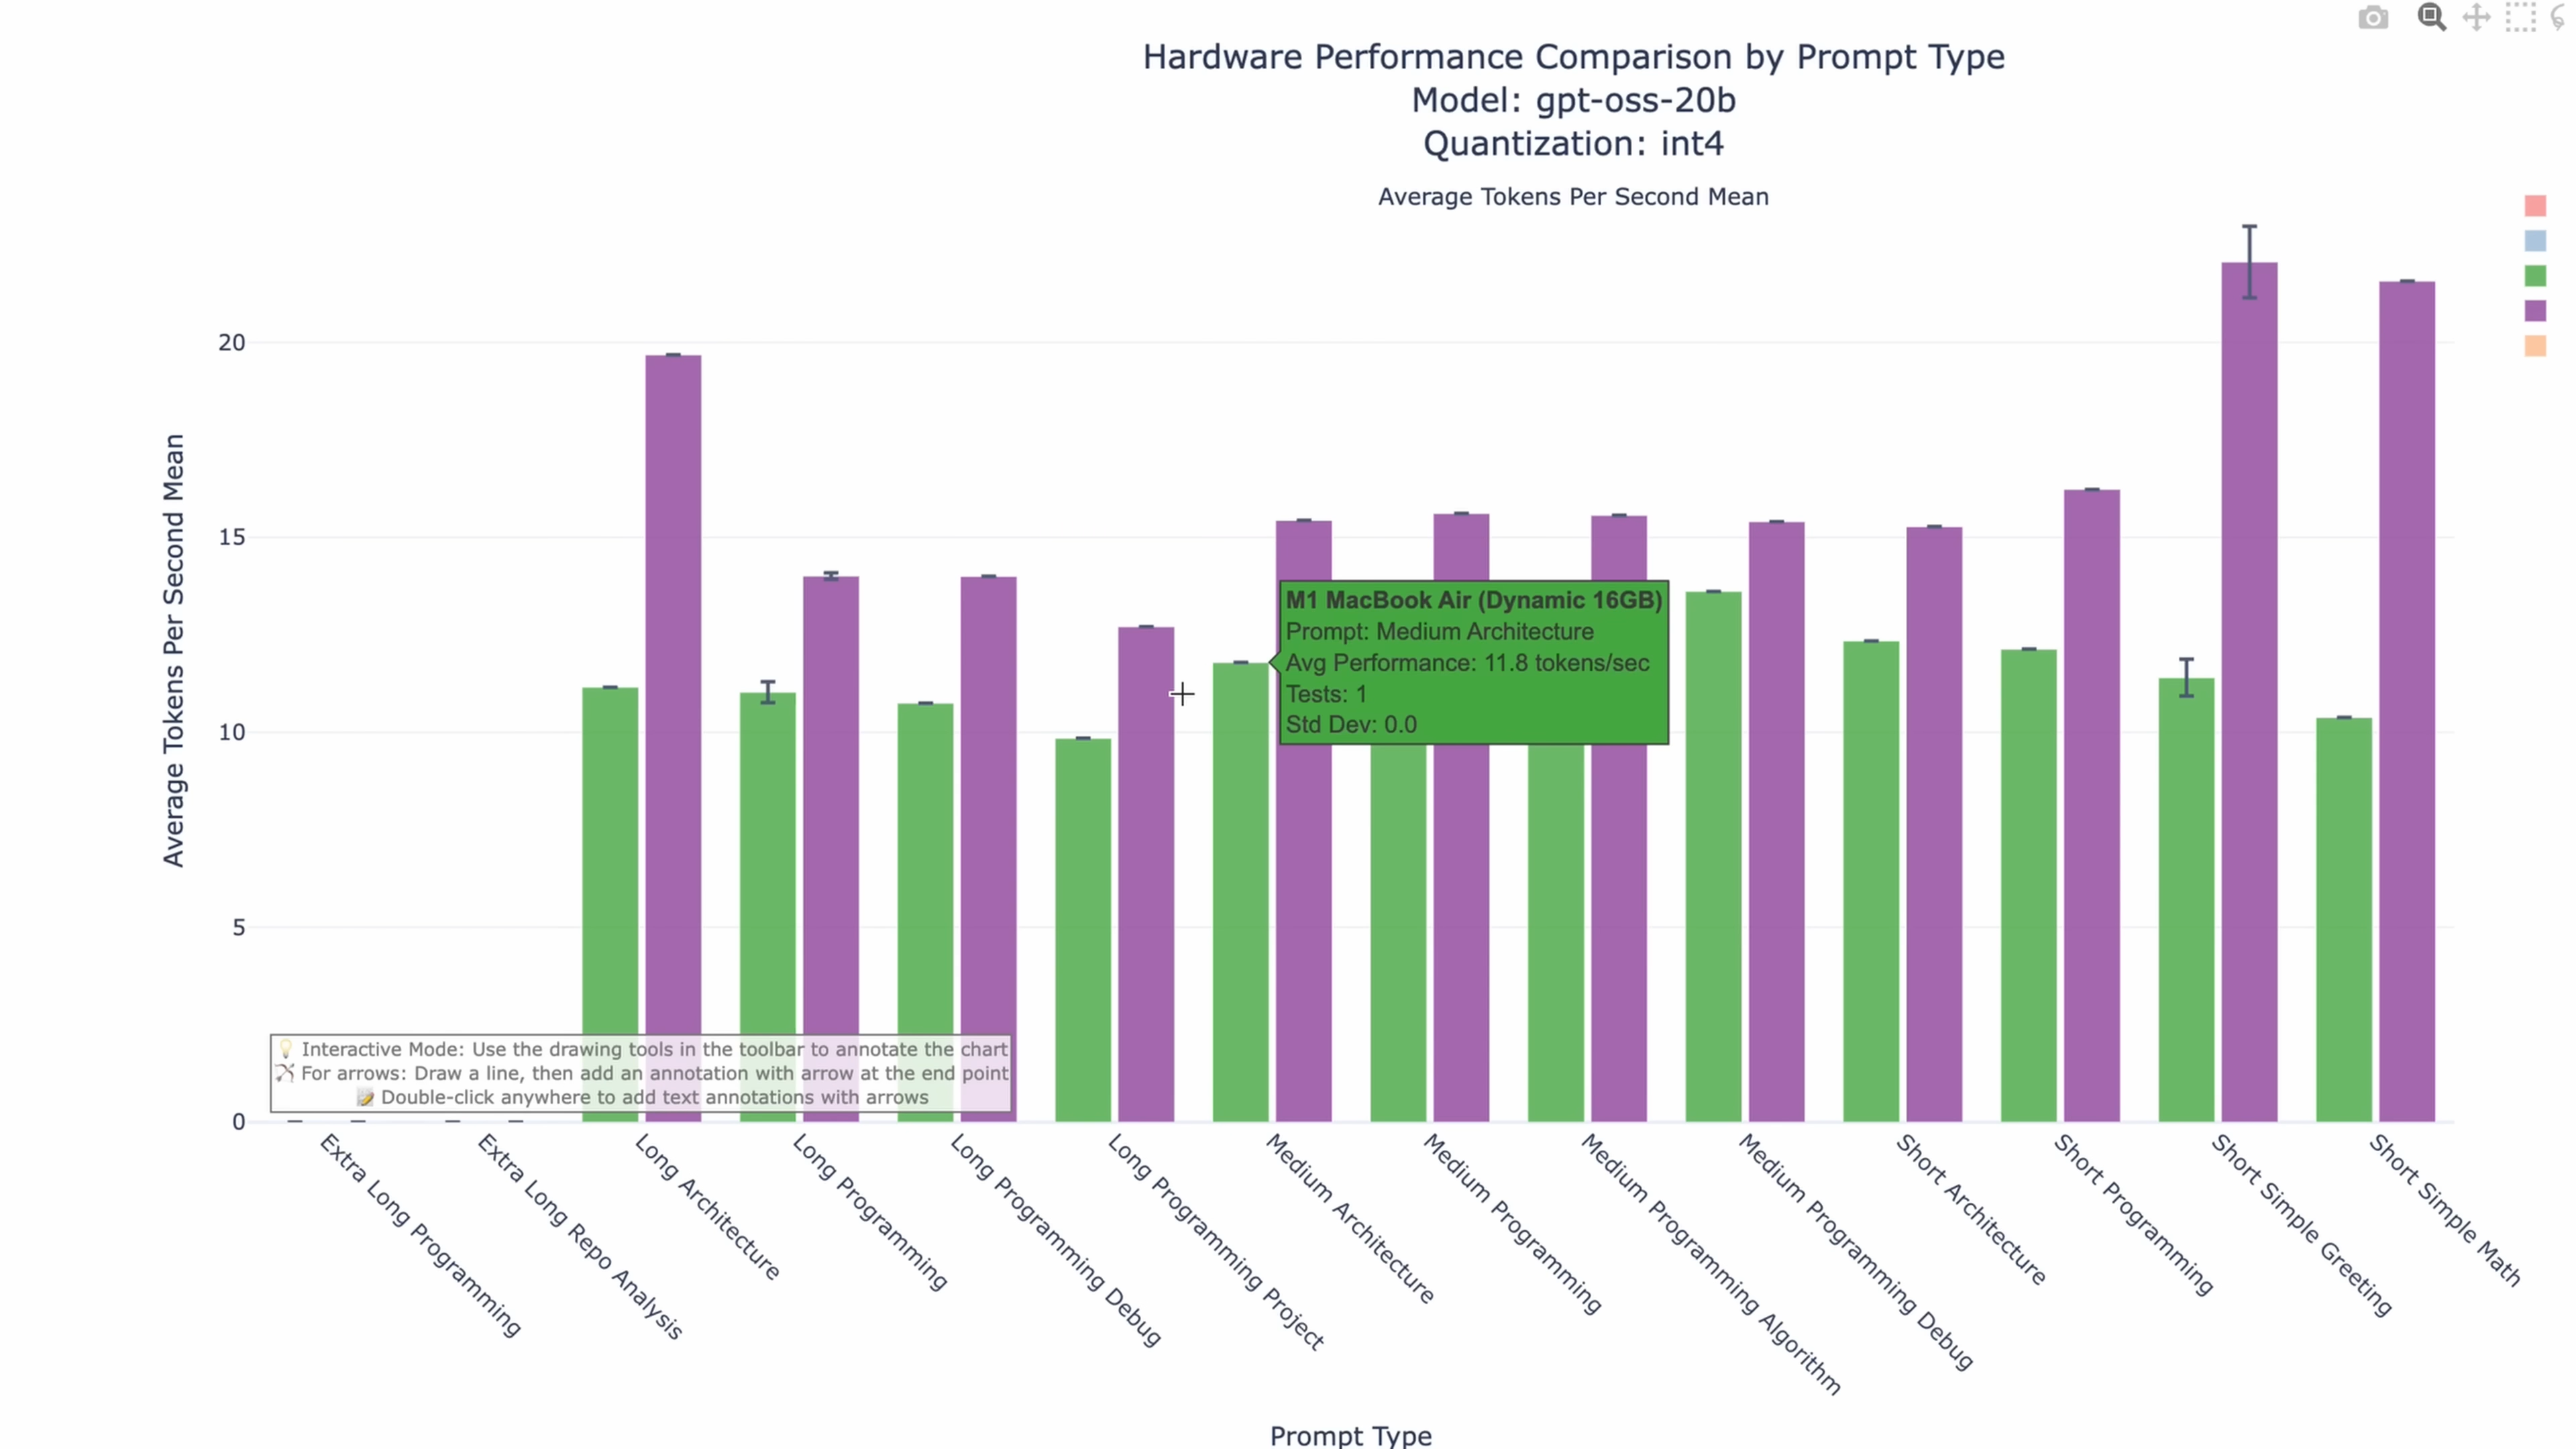 Hardware Performance Comparison by Prompt Type
Model: gpt-oss-20b
Quantization: int4
Average Tokens Per Second Mean
Average Tokens Per Second Mean
20
15
10
5
0
M1 MacBook Air (Dynamic 16GB)
Prompt: Medium Architecture
Avg Performance: 11.8 tokens/sec
Tests: 1
Std Dev: 0.0
💡 Interactive Mode: Use the drawing tools in the toolbar to annotate the chart
🏹 For arrows: Draw a line, then add an annotation with arrow at the end point
📝 Double-click anywhere to add text annotations with arrows
Extra Long Programming
Extra Long Repo Analysis
Long Architecture
Long Programming
Long Programming Debug
Long Programming Project
Medium Architecture
Medium Programming
Medium Programming Algorithm
Medium Programming Debug
Short Architecture
Short Programming
Short Simple Greeting
Short Simple Math
Prompt Type